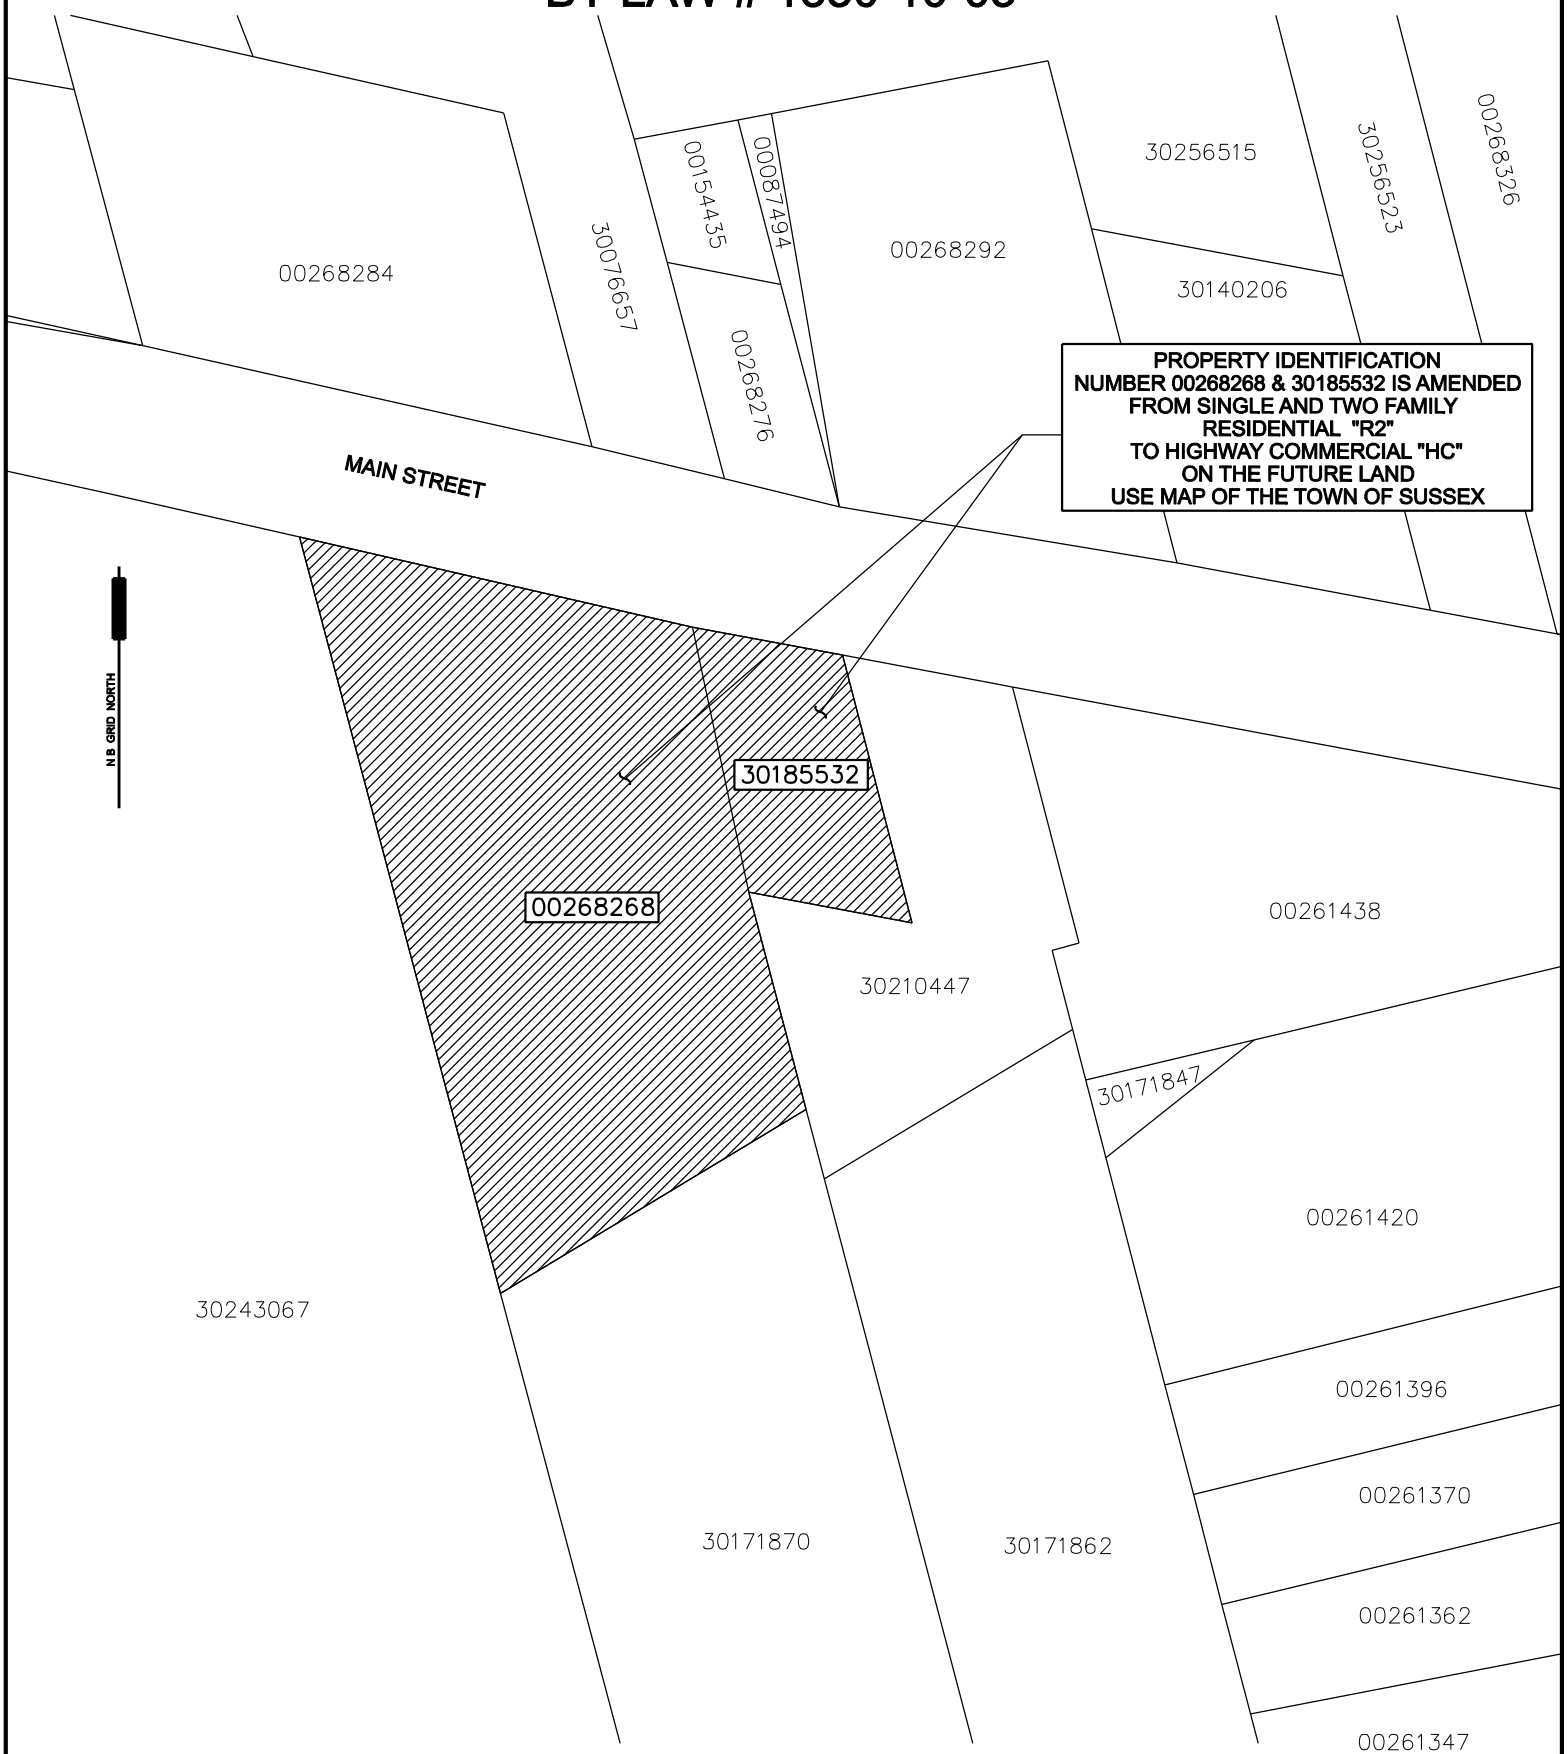 00268326
30256523
30256515
00154435
00087494
00268292
00268284
30076657
30140206
00268276
PROPERTY IDENTIFICATION
NUMBER 00268268 & 30185532 IS AMENDED
FROM SINGLE AND TWO FAMILY
RESIDENTIAL "R2"
TO HIGHWAY COMMERCIAL "HC"
ON THE FUTURE LAND
USE MAP OF THE TOWN OF SUSSEX
MAIN STREET
N B GRID NORTH
30185532
00268268
00261438
30210447
30171847
00261420
30243067
00261396
00261370
30171870
30171862
00261362
00261347